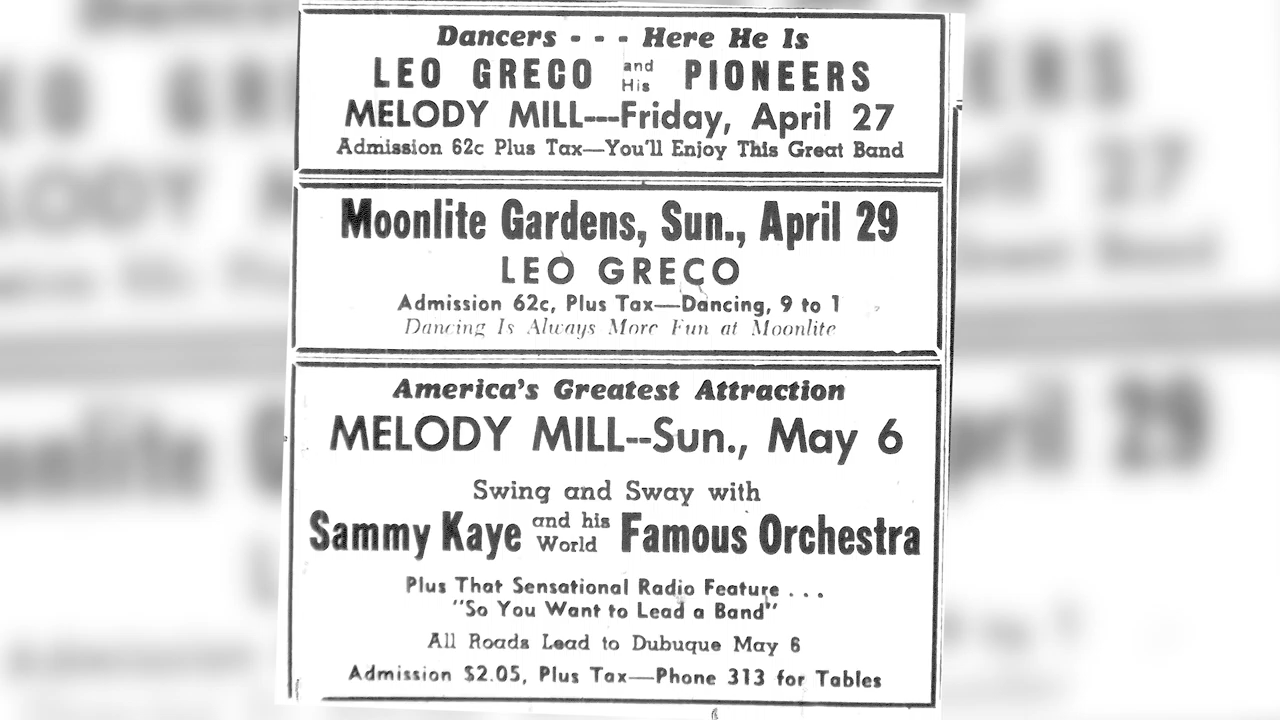 Dancers - - - Here He Is
LEO GRECO and His PIONEERS
MELODY MILL---Friday, April 27
Admission 62c Plus Tax—You'll Enjoy This Great Band
Moonlite Gardens, Sun., April 29
LEO GRECO
Admission 62c, Plus Tax—Dancing, 9 to 1
Dancing Is Always More Fun at Moonlite
America's Greatest Attraction
MELODY MILL--Sun., May 6
Swing and Sway with
Sammy Kaye and his World Famous Orchestra
Plus That Sensational Radio Feature . . .
"So You Want to Lead a Band"
All Roads Lead to Dubuque May 6
Admission $2.05, Plus Tax—Phone 313 for Tables